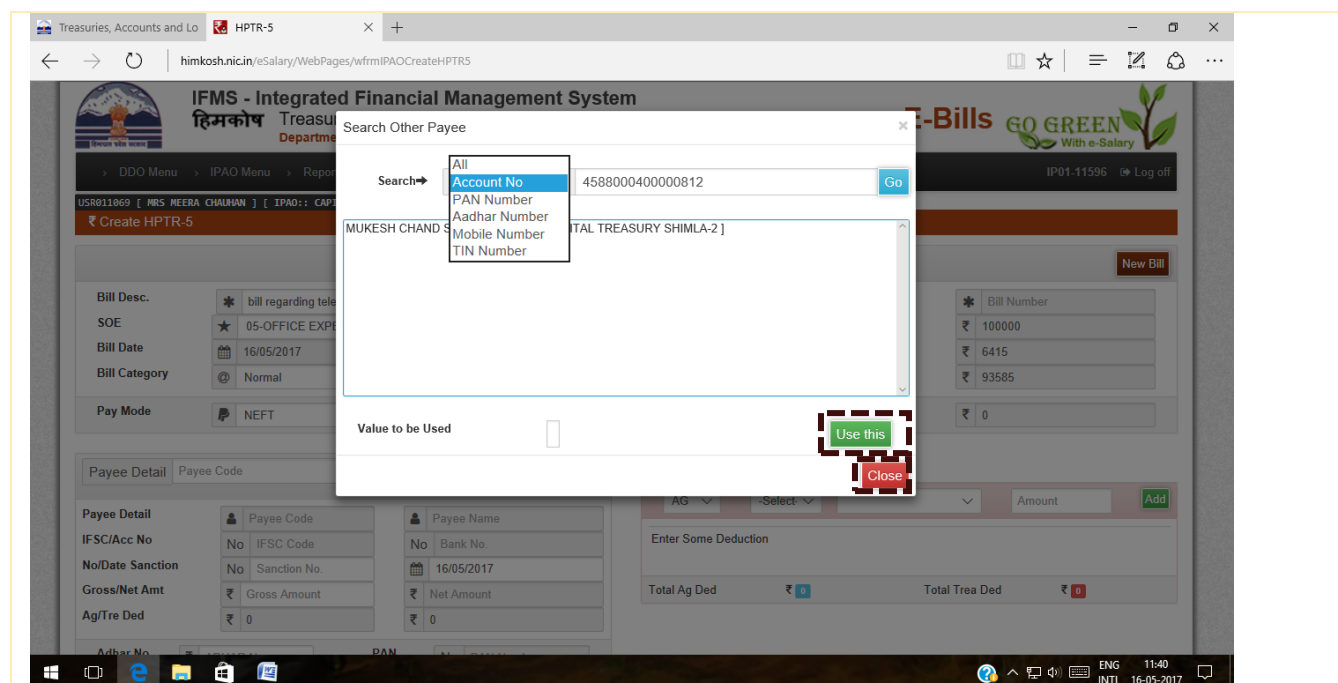 Treasuries, Accounts and Lo
HPTR-5
himkosh.nic.in/eSalary/WebPages/wfrmIPAOCreateHPTR5
IFMS - Integrated Financial Management System
हिमकोष Treasu
Departme
E-Bills
GO GREEN
With e-Salary
DDO Menu
IPAO Menu
Repor
IP01-11596
Log off
USR011069 [ MRS MEERA CHAUHAN ] [ IPAO:: CAPI
₹ Create HPTR-5
Search Other Payee
Search
All
Account No
PAN Number
Aadhar Number
Mobile Number
TIN Number
4588000400000812
Go
MUKESH CHAND S
ITAL TREASURY SHIMLA-2 ]
Value to be Used
Use this
Close
New Bill
Bill Desc.
bill regarding tele
Bill Number
SOE
05-OFFICE EXPE
₹ 100000
Bill Date
16/05/2017
₹ 6415
Bill Category
@ Normal
₹ 93585
Pay Mode
NEFT
₹ 0
Payee Detail
Payee Code
AG
-Select-
Amount
Add
Payee Detail
Payee Code
Payee Name
IFSC/Acc No
No IFSC Code
No Bank No.
Enter Some Deduction
No/Date Sanction
No Sanction No.
16/05/2017
Gross/Net Amt
₹ Gross Amount
₹ Net Amount
Total Ag Ded ₹ 0
Total Trea Ded ₹ 0
Ag/Tre Ded
₹ 0
₹ 0
Adhar No
PAN
ENG
INTL
11:40
16-05-2017